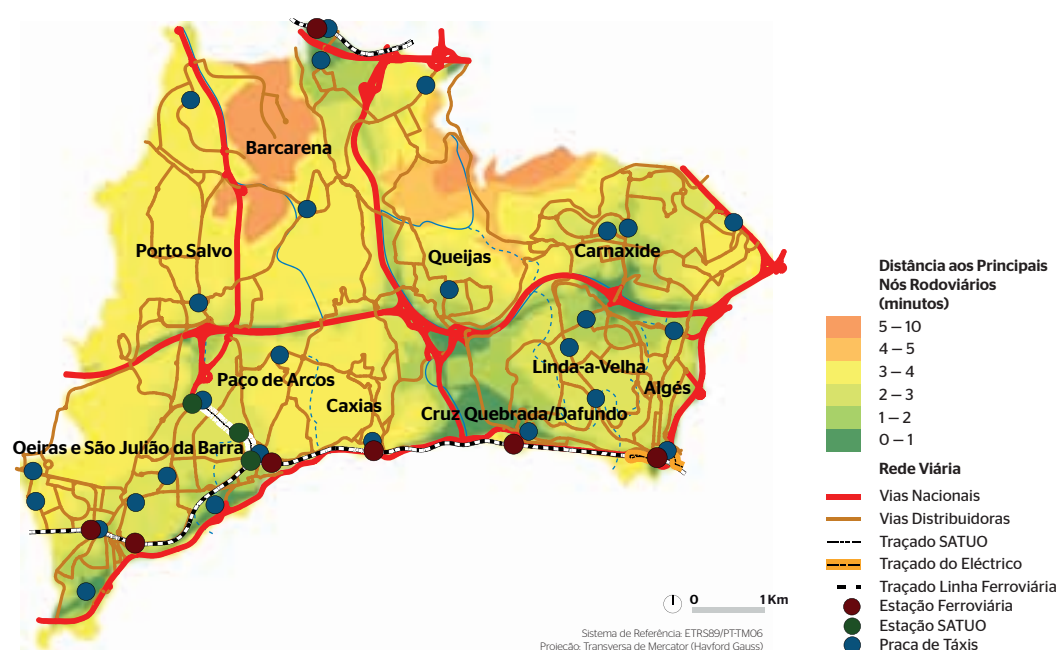 Barcarena
Porto Salvo
Queijas
Carnaxide
Paço de Arcos
Linda-a-Velha
Caxias
Algés
Cruz Quebrada/Dafundo
Oeiras e São Julião da Barra
Distância aos Principais
Nós Rodoviários
(minutos)
5 – 10
4 – 5
3 – 4
2 – 3
1 – 2
0 – 1
Rede Viária
Vias Nacionais
Vias Distribuidoras
Traçado SATUO
Traçado do Eléctrico
Traçado Linha Ferroviária
Estação Ferroviária
Estação SATUO
Praça de Táxis
0 1 Km
Sistema de Referência: ETRS89/PT-TM06
Projeção: Transversa de Mercator (Hayford Gauss)